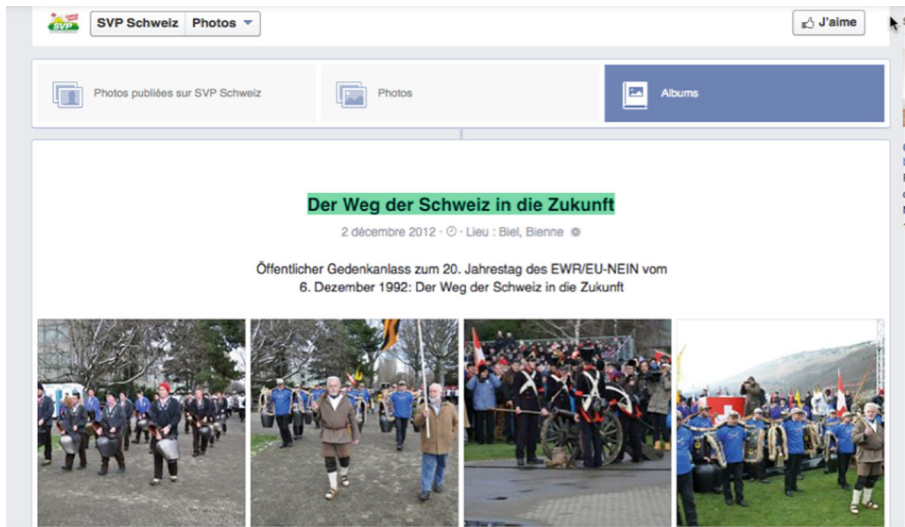 SVP
SVP Schweiz Photos
J'aime
Photos publiées sur SVP Schweiz
Photos
Albums
Der Weg der Schweiz in die Zukunft
2 décembre 2012 · Lieu : Biel, Bienne
Öffentlicher Gedenkanlass zum 20. Jahrestag des EWR/EU-NEIN vom
6. Dezember 1992: Der Weg der Schweiz in die Zukunft